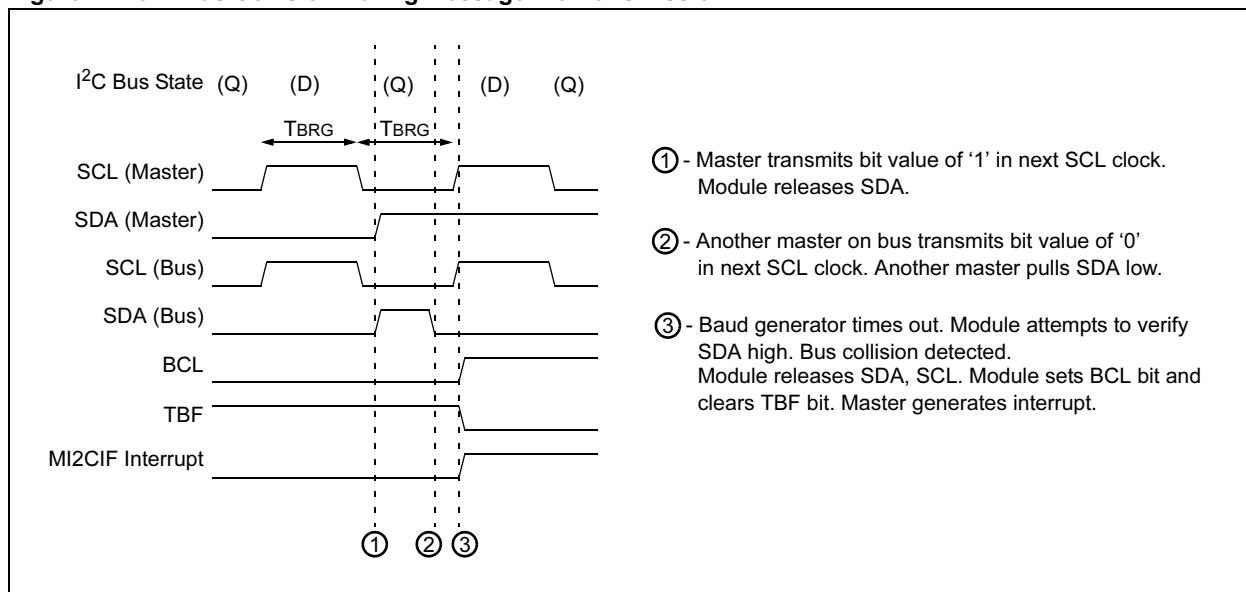 I²C Bus State (Q) (D) (Q) (D) (Q)
TBRG TBRG
SCL (Master)
SDA (Master)
SCL (Bus)
SDA (Bus)
BCL
TBF
MI2CIF Interrupt
1 2 3
1 - Master transmits bit value of ‘1’ in next SCL clock.
Module releases SDA.
2 - Another master on bus transmits bit value of ‘0’
in next SCL clock. Another master pulls SDA low.
3 - Baud generator times out. Module attempts to verify
SDA high. Bus collision detected.
Module releases SDA, SCL. Module sets BCL bit and
clears TBF bit. Master generates interrupt.